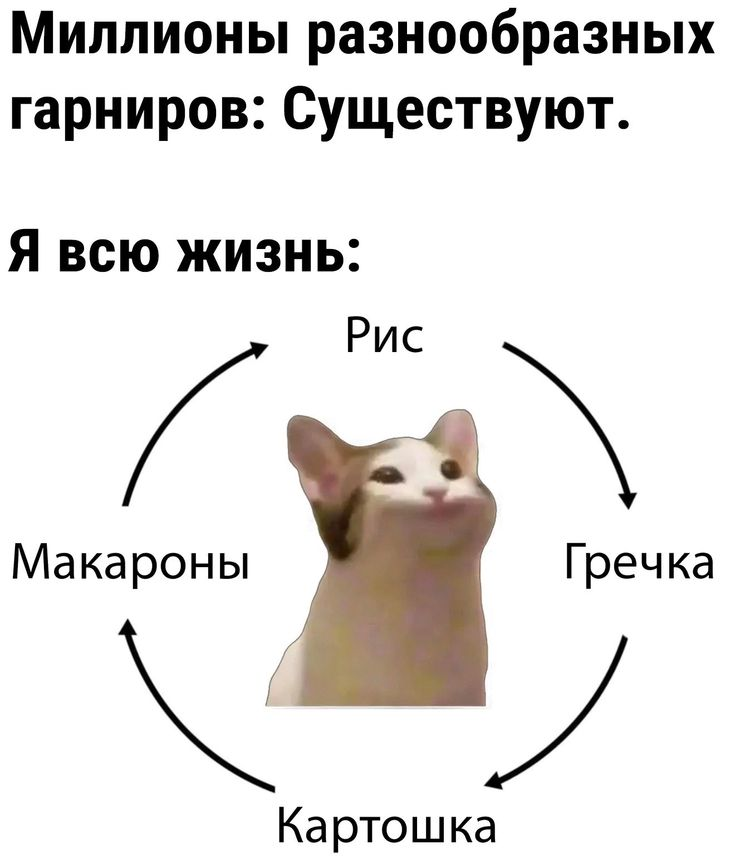 Миллионы разнообразных
гарниров: Существуют.
Я всю жизнь:
Рис
Макароны
Гречка
Картошка